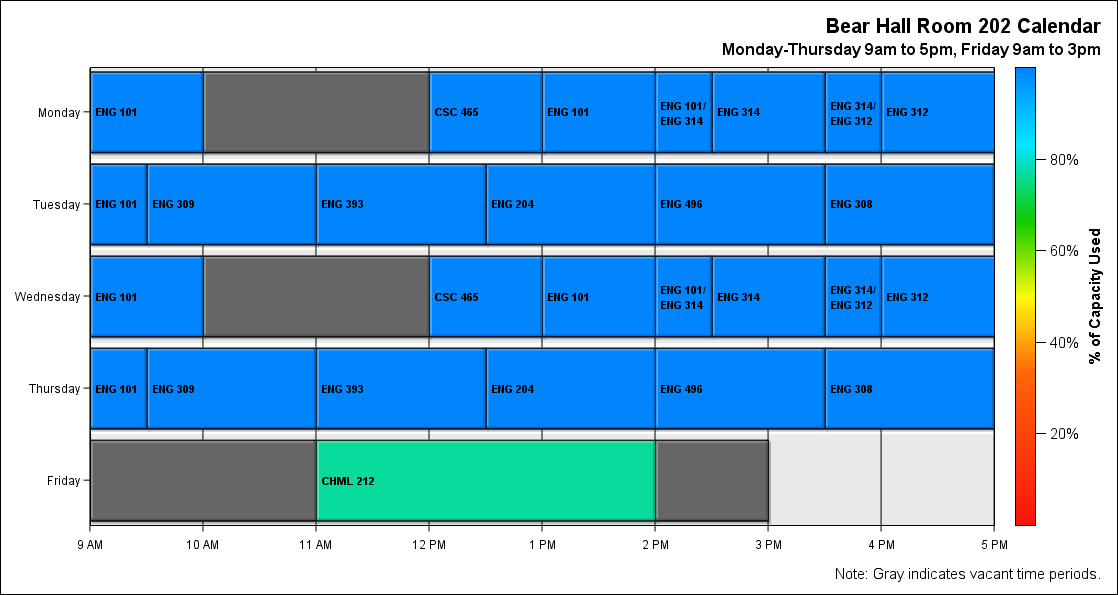 Bear Hall Room 202 Calendar
Monday-Thursday 9am to 5pm, Friday 9am to 3pm
Monday
ENG 101
CSC 465
ENG 101
ENG 101/
ENG 314
ENG 314
ENG 314/
ENG 312
ENG 312
Tuesday
ENG 101
ENG 309
ENG 393
ENG 204
ENG 496
ENG 308
Wednesday
ENG 101
CSC 465
ENG 101
ENG 101/
ENG 314
ENG 314
ENG 314/
ENG 312
ENG 312
Thursday
ENG 101
ENG 309
ENG 393
ENG 204
ENG 496
ENG 308
Friday
CHML 212
9 AM
10 AM
11 AM
12 PM
1 PM
2 PM
3 PM
4 PM
5 PM
80%
60%
40%
20%
% of Capacity Used
Note: Gray indicates vacant time periods.